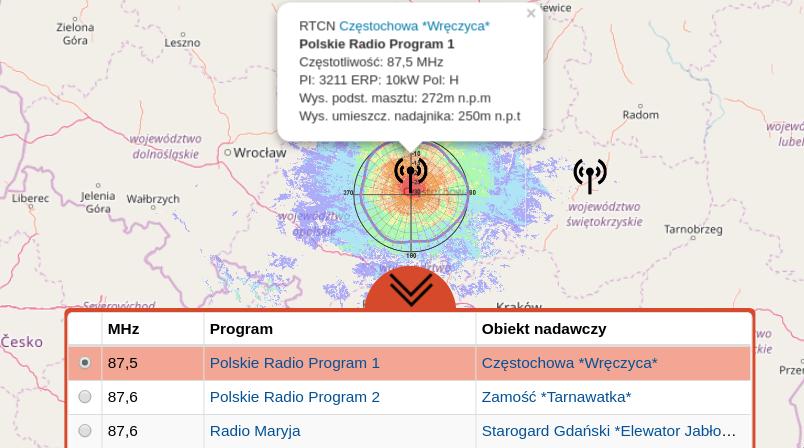 RTCN Częstochowa *Wręczyca*
×
Polskie Radio Program 1
Częstotliwość: 87,5 MHz
PI: 3211 ERP: 10kW Pol: H
Wys. podst. masztu: 272m n.p.m
Wys. umieszcz. nadajnika: 250m n.p.t
Zielona
Góra
Leszno
Radom
województwo
dolnośląskie
Wrocław
Liberec
Jelenia
Góra
Wałbrzych
270
90
180
województwo
opolskie
województwo
świętokrzyskie
Tarnobrzeg
Severovýchod
Kraków
Česko
MHz Program Obiekt nadawczy
87,5 Polskie Radio Program 1 Częstochowa *Wręczyca*
87,6 Polskie Radio Program 2 Zamość *Tarnawatka*
87,6 Radio Maryja Starogard Gdański *Elewator Jabło…